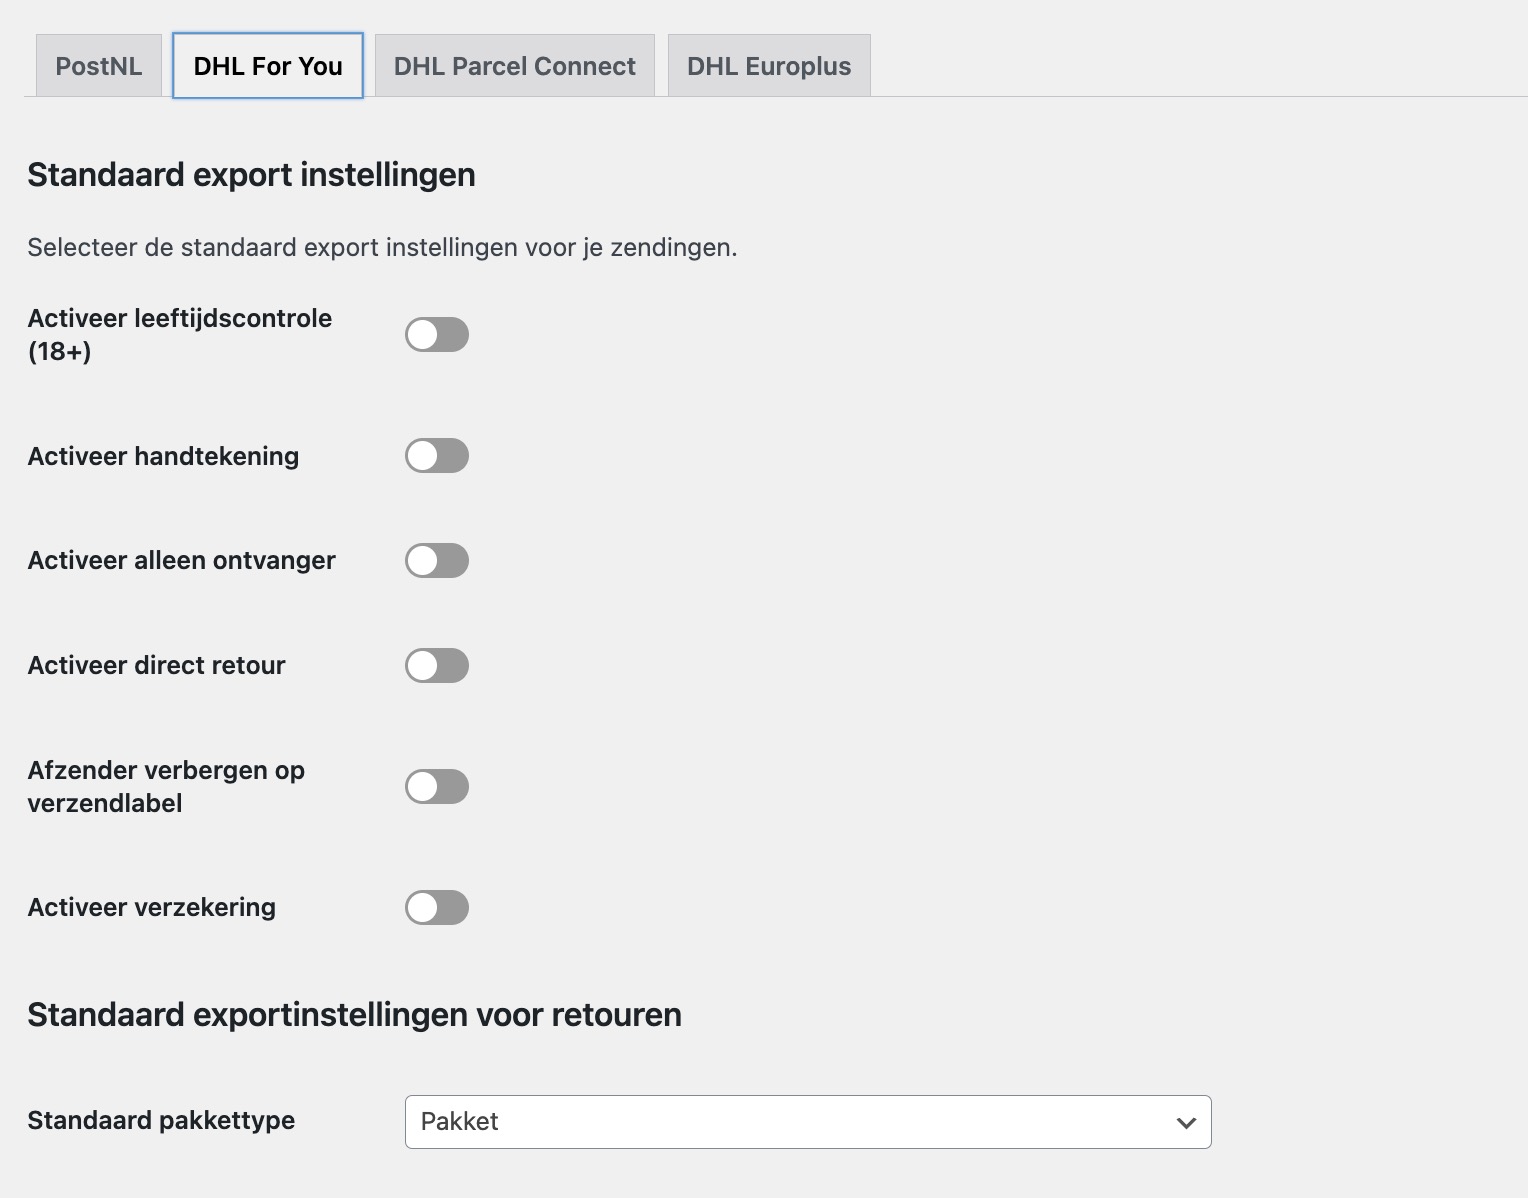 PostNL
DHL For You
DHL Parcel Connect
DHL Europlus
Standaard export instellingen
Selecteer de standaard export instellingen voor je zendingen.
Activeer leeftijdscontrole
(18+)
Activeer handtekening
Activeer alleen ontvanger
Activeer direct retour
Afzender verbergen op
verzendlabel
Activeer verzekering
Standaard exportinstellingen voor retouren
Standaard pakkettype
Pakket